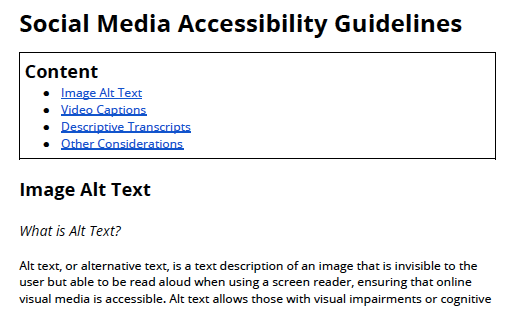 Social Media Accessibility Guidelines
Content
● Image Alt Text
● Video Captions
● Descriptive Transcripts
● Other Considerations
Image Alt Text
What is Alt Text?
Alt text, or alternative text, is a text description of an image that is invisible to the
user but able to be read aloud when using a screen reader, ensuring that online
visual media is accessible. Alt text allows those with visual impairments or cognitive